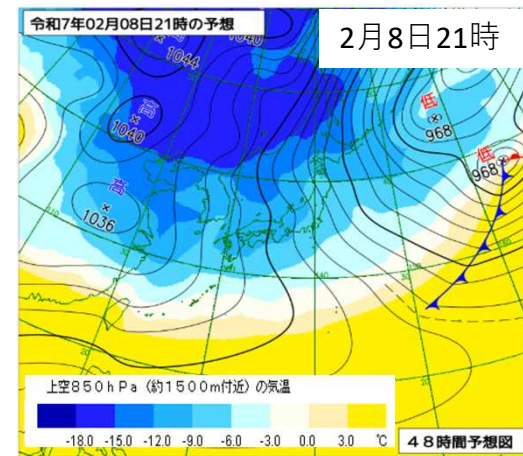 令和7年02月08日21時の予想
2月8日21時
1044
1040
高
1040
高
1036
低
968
低
968
上空850hPa（約1500m付近）の気温
-18.0 -15.0 -12.0 -9.0 -6.0 -3.0 0.0 3.0 ℃
48時間予想図